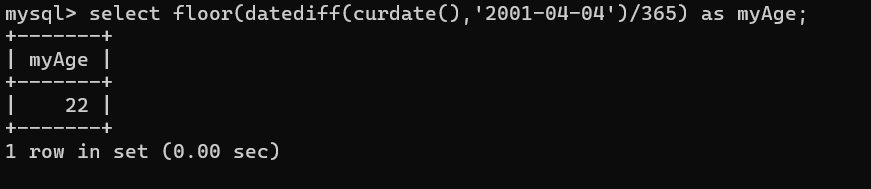 mysql> select floor(datediff(curdate(),'2001-04-04')/365) as myAge;
+-------+
| myAge |
+-------+
|    22 |
+-------+
1 row in set (0.00 sec)